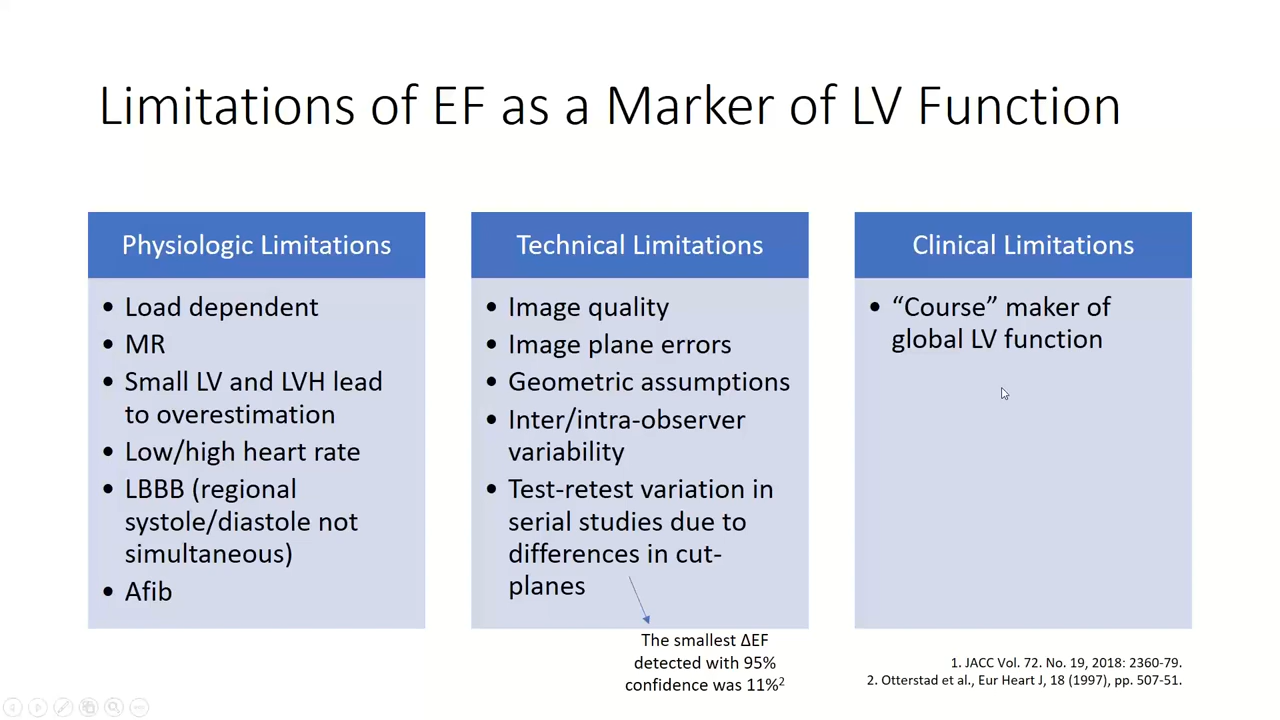 Limitations of EF as a Marker of LV Function
Physiologic Limitations
• Load dependent
• MR
• Small LV and LVH lead
to overestimation
• Low/high heart rate
• LBBB (regional
systole/diastole not
simultaneous)
• Afib
Technical Limitations
• Image quality
• Image plane errors
• Geometric assumptions
• Inter/intra-observer
variability
• Test-retest variation in
serial studies due to
differences in cut-
planes
The smallest ΔEF
detected with 95%
confidence was 11%²
Clinical Limitations
• “Course” maker of
global LV function
1. JACC Vol. 72. No. 19, 2018: 2360-79.
2. Otterstad et al., Eur Heart J, 18 (1997), pp. 507-51.